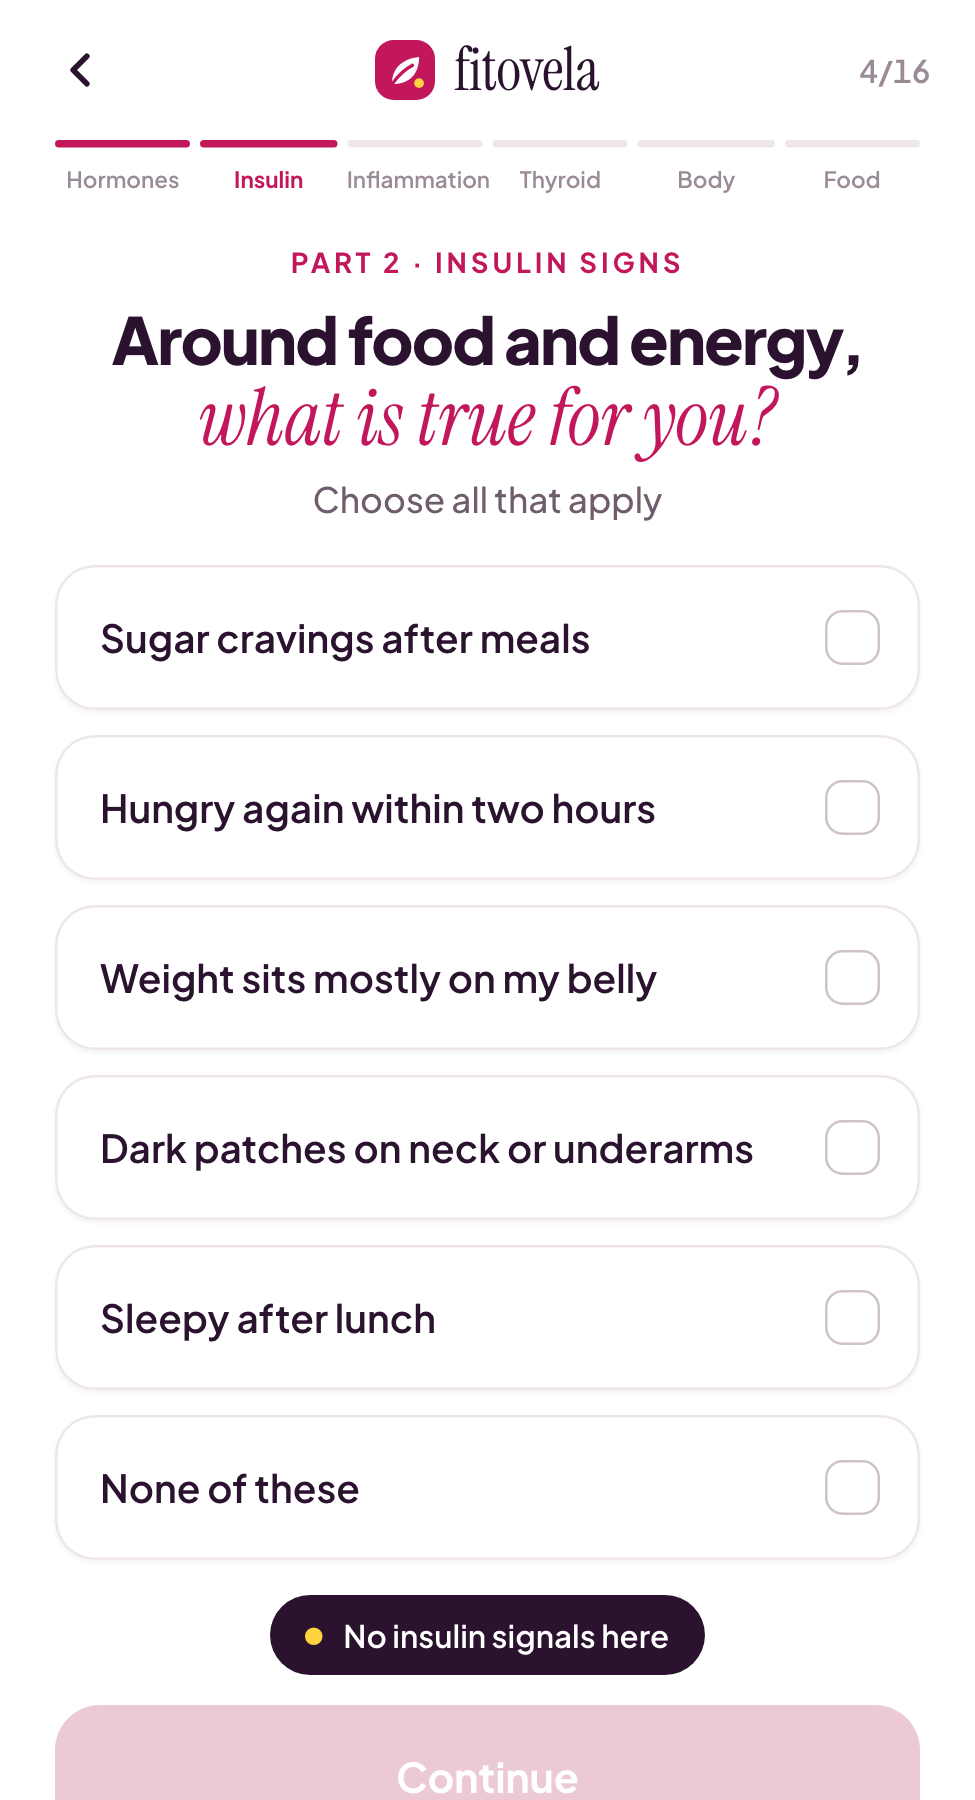 fitovela
4/16
Hormones Insulin Inflammation Thyroid Body Food
PART 2 · INSULIN SIGNS
Around food and energy,
what is true for you?
Choose all that apply
Sugar cravings after meals
Hungry again within two hours
Weight sits mostly on my belly
Dark patches on neck or underarms
Sleepy after lunch
None of these
No insulin signals here
Continue